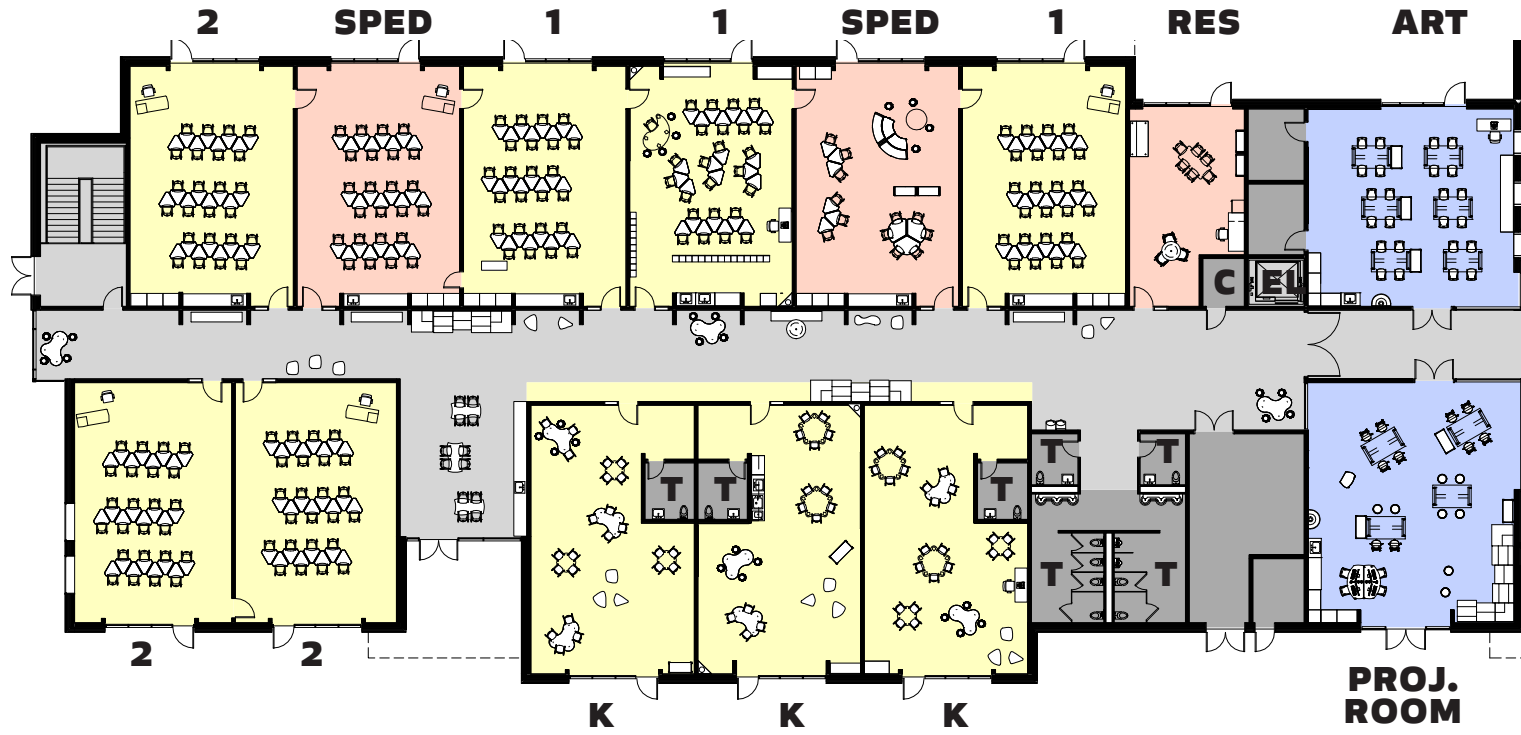 2 SPED 1 1 SPED 1 RES ART
C EL
T T T T T
T T
2 2
K K K
PROJ.
ROOM